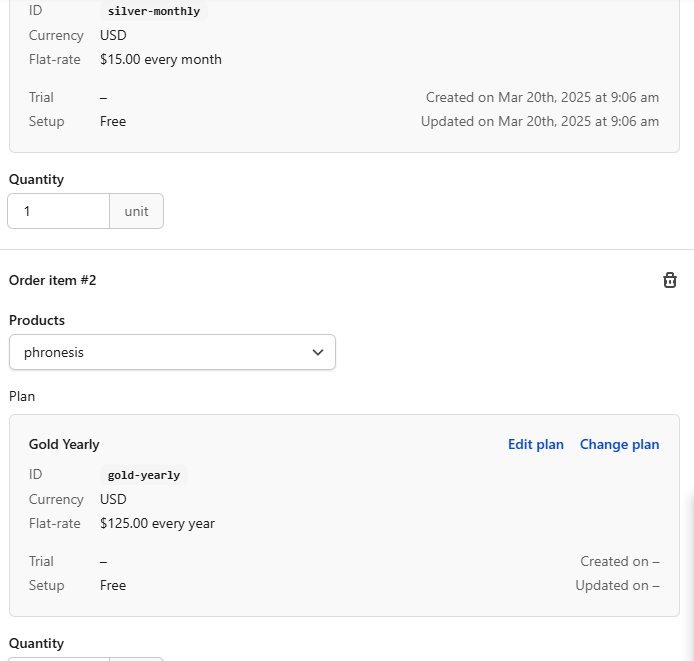 ID silver-monthly
Currency USD
Flat-rate $15.00 every month
Trial – Created on Mar 20th, 2025 at 9:06 am
Setup Free Updated on Mar 20th, 2025 at 9:06 am
Quantity
1 unit
Order item #2
Products
phronesis
Plan
Gold Yearly Edit plan Change plan
ID gold-yearly
Currency USD
Flat-rate $125.00 every year
Trial – Created on –
Setup Free Updated on –
Quantity